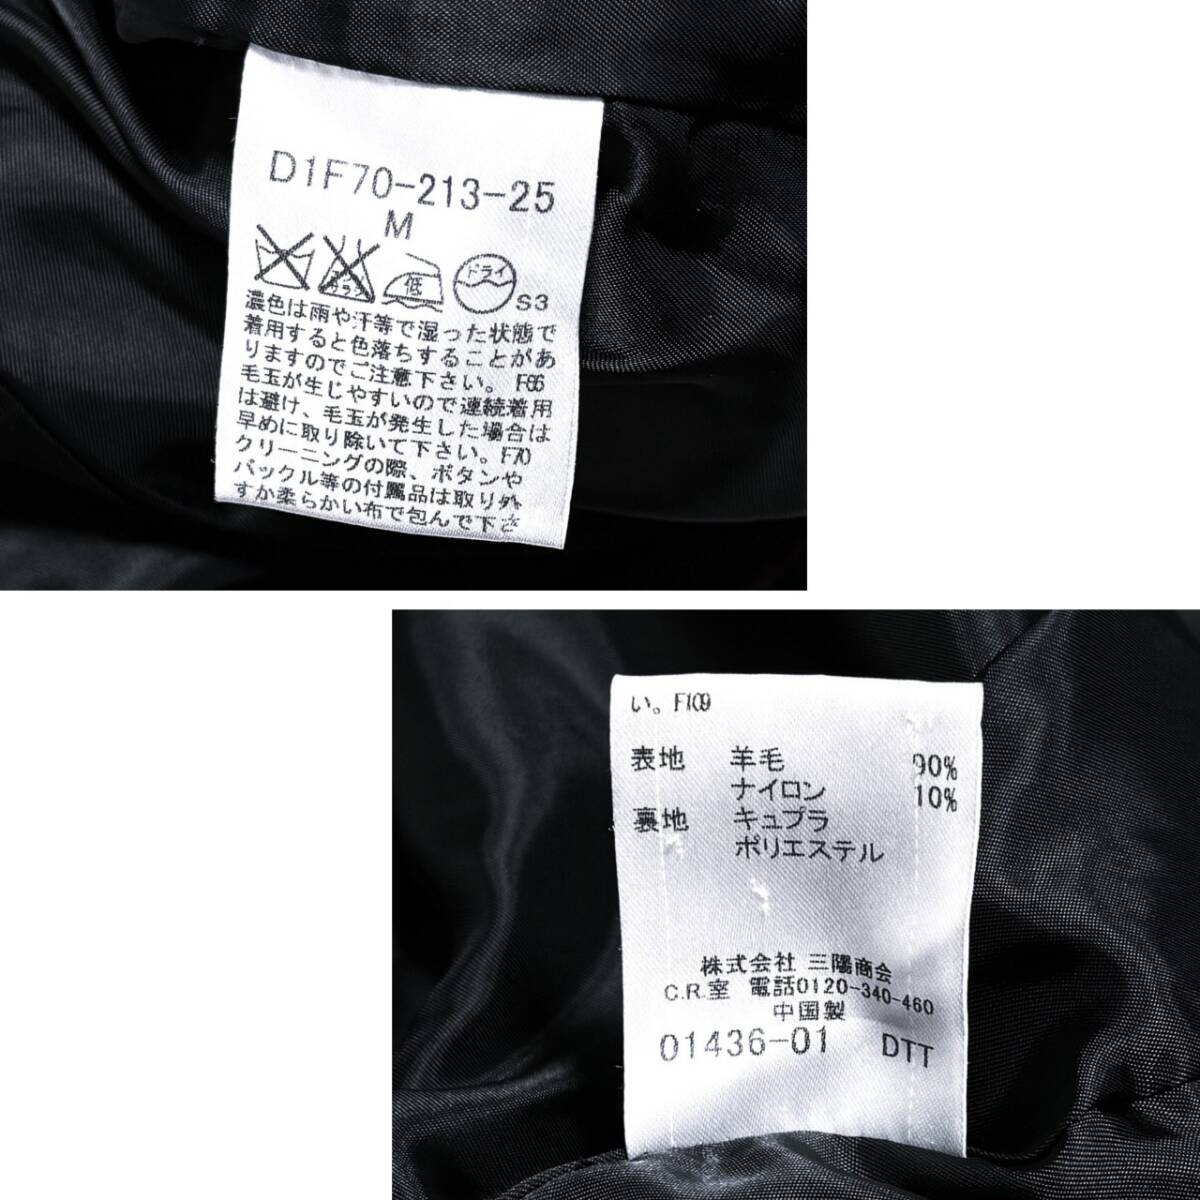 D1F70-213-25
M
サラシ 低 ドライ
S3
濃色は雨や汗等で湿った状態で
着用すると色落ちすることがあ
りますのでご注意下さい。F66
毛玉が生じやすいので連続着用
は避け、毛玉が発生した場合は
早めに取り除いて下さい。F70
クリーニングの際、ボタンや
バックル等の付属品は取り外
すか柔らかい布で包んで下さ
い。F109
表地 羊毛 90%
ナイロン 10%
裏地 キュプラ
ポリエステル
株式会社 三陽商会
C.R.室 電話0120-340-460
中国製
01436-01 DTT